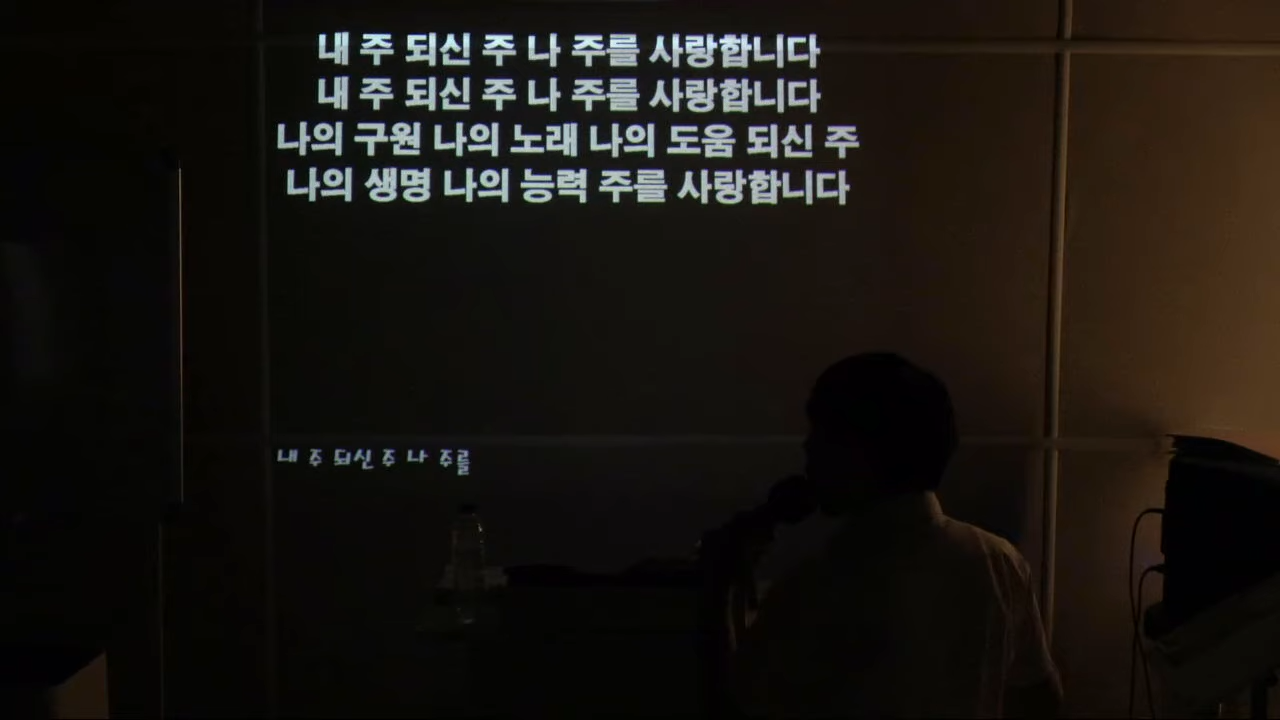 내 주 되신 주 나 주를 사랑합니다
내 주 되신 주 나 주를 사랑합니다
나의 구원 나의 노래 나의 도움 되신 주
나의 생명 나의 능력 주를 사랑합니다
내 주 되신 주 나 주를